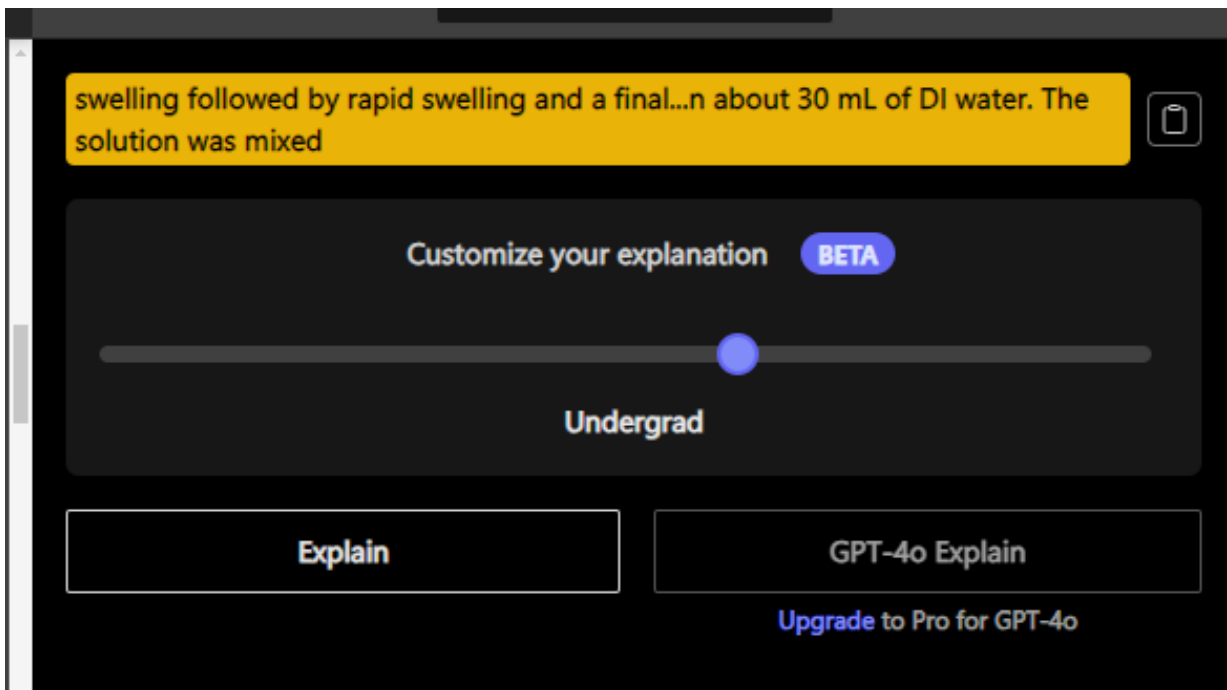 swelling followed by rapid swelling and a final...n about 30 mL of DI water. The
solution was mixed
Customize your explanation BETA
Undergrad
Explain
GPT-4o Explain
Upgrade to Pro for GPT-4o